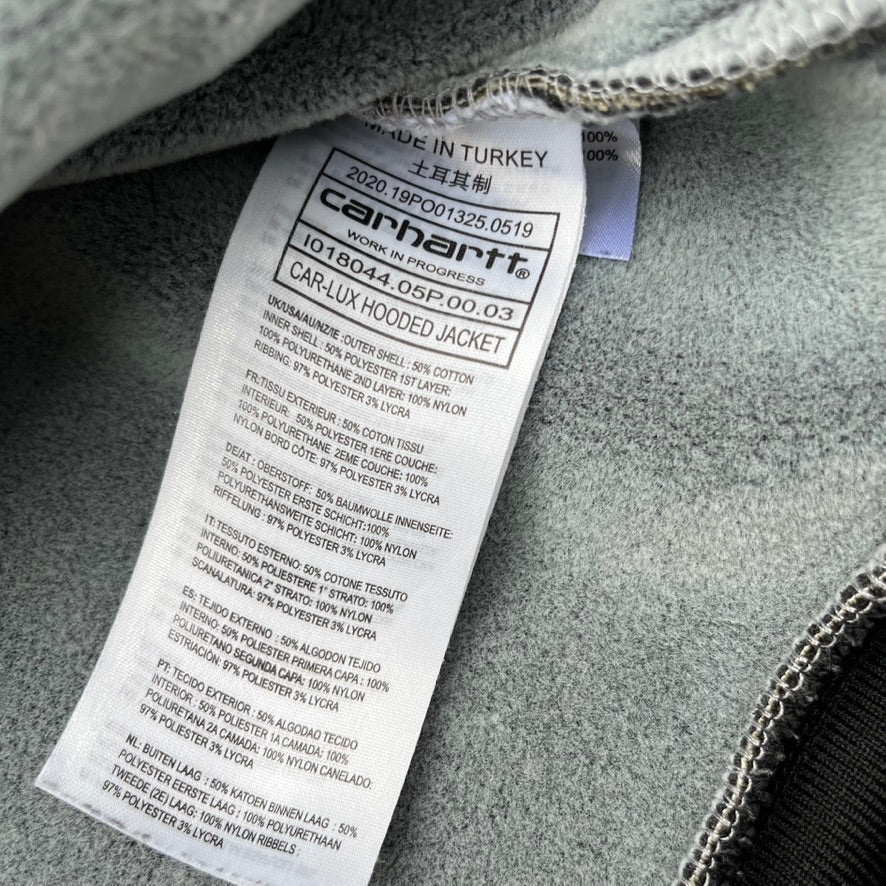 MADE IN TURKEY
土耳其制
2020.19PO01325.0519
carhartt®
WORK IN PROGRESS
I018044.05P.00.03
CAR-LUX HOODED JACKET
UK/USA/AU/NZ/IE :OUTER SHELL : 50% COTTON
INNER SHELL : 50% POLYESTER 1ST LAYER:
100% POLYURETHANE 2ND LAYER: 100% NYLON
RIBBING: 97% POLYESTER 3% LYCRA
FR:TISSU EXTERIEUR : 50% COTON TISSU
INTERIEUR: 50% POLYESTER 1ERE COUCHE:
100% POLYURETHANE 2EME COUCHE: 100%
NYLON BORD CÔTE: 97% POLYESTER 3% LYCRA
DE/AT : OBERSTOFF: 50% BAUMWOLLE INNENSEITE:
50% POLYESTER ERSTE SCHICHT:100%
POLYURETHANSWEITE SCHICHT: 100% NYLON
RIFFELUNG : 97% POLYESTER 3% LYCRA
IT: TESSUTO ESTERNO: 50% COTONE TESSUTO
INTERNO: 50% POLIESTERE 1° STRATO: 100%
POLIURETANICA 2° STRATO: 100% NYLON
SCANALATURA: 97% POLYESTER 3% LYCRA
ES: TEJIDO EXTERNO : 50% ALGODON TEJIDO
INTERNO: 50% POLIESTER PRIMERA CAPA: 100%
POLIURETANO SEGUNDA CAPA: 100% NYLON
ESTRIACIÓN: 97% POLYESTER 3% LYCRA
PT: TECIDO EXTERIOR : 50% ALGODAO TECIDO
INTERIOR : 50% POLIESTER 1A CAMADA: 100%
POLIURETANA 2A CAMADA: 100% NYLON CANELADO:
97% POLYESTER 3% LYCRA
NL: BUITEN LAAG : 50% KATOEN BINNEN LAAG : 50%
POLYESTER EERSTE LAAG : 100% POLYURETHAAN
TWEEDE (2E) LAAG: 100% NYLON RIBBELS :
97% POLYESTER 3% LYCRA
100%
100%